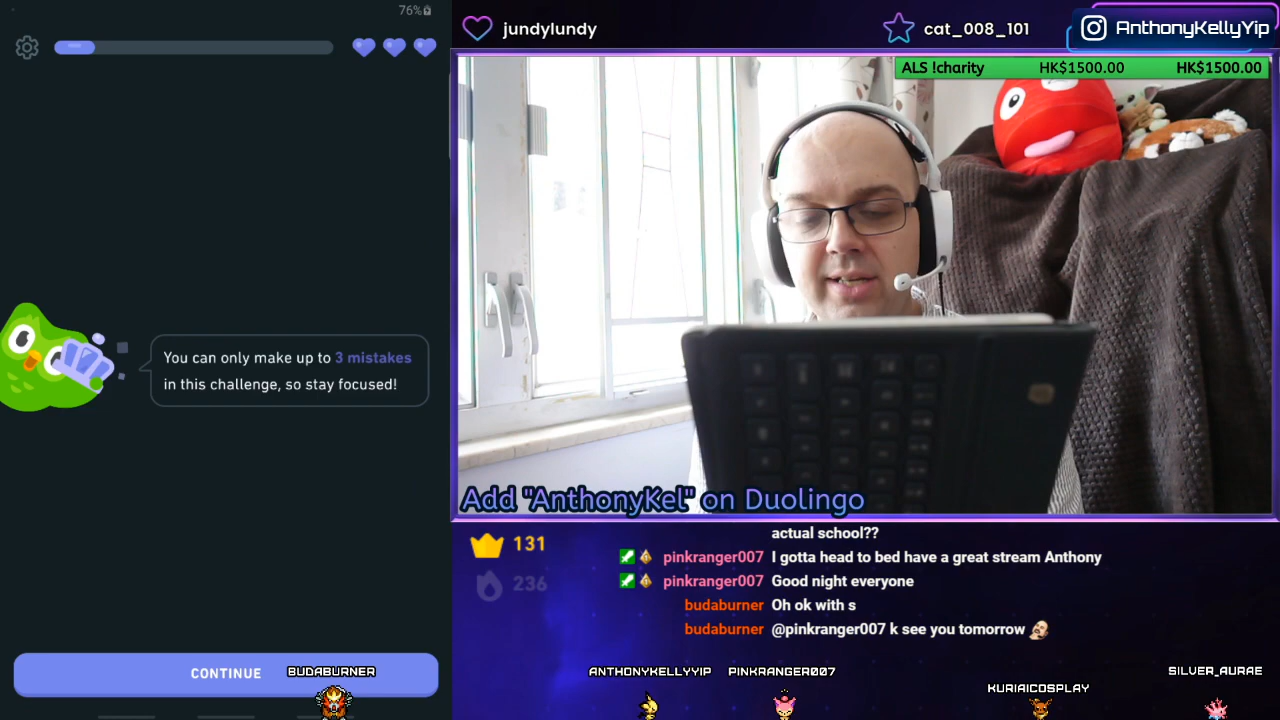 76%
You can only make up to 3 mistakes
in this challenge, so stay focused!
CONTINUE
BUDABURNER
jundylundy
cat_008_101
AnthonyKellyYip
ALS !charity HK$1500.00 HK$1500.00
Add "AnthonyKel" on Duolingo
131
236
actual school??
pinkranger007 I gotta head to bed have a great stream Anthony
pinkranger007 Good night everyone
budaburner Oh ok with s
budaburner @pinkranger007 k see you tomorrow
ANTHONYKELLYYIP
PINKRANGER007
KURIAICOSPLAY
SILVER_AURAE